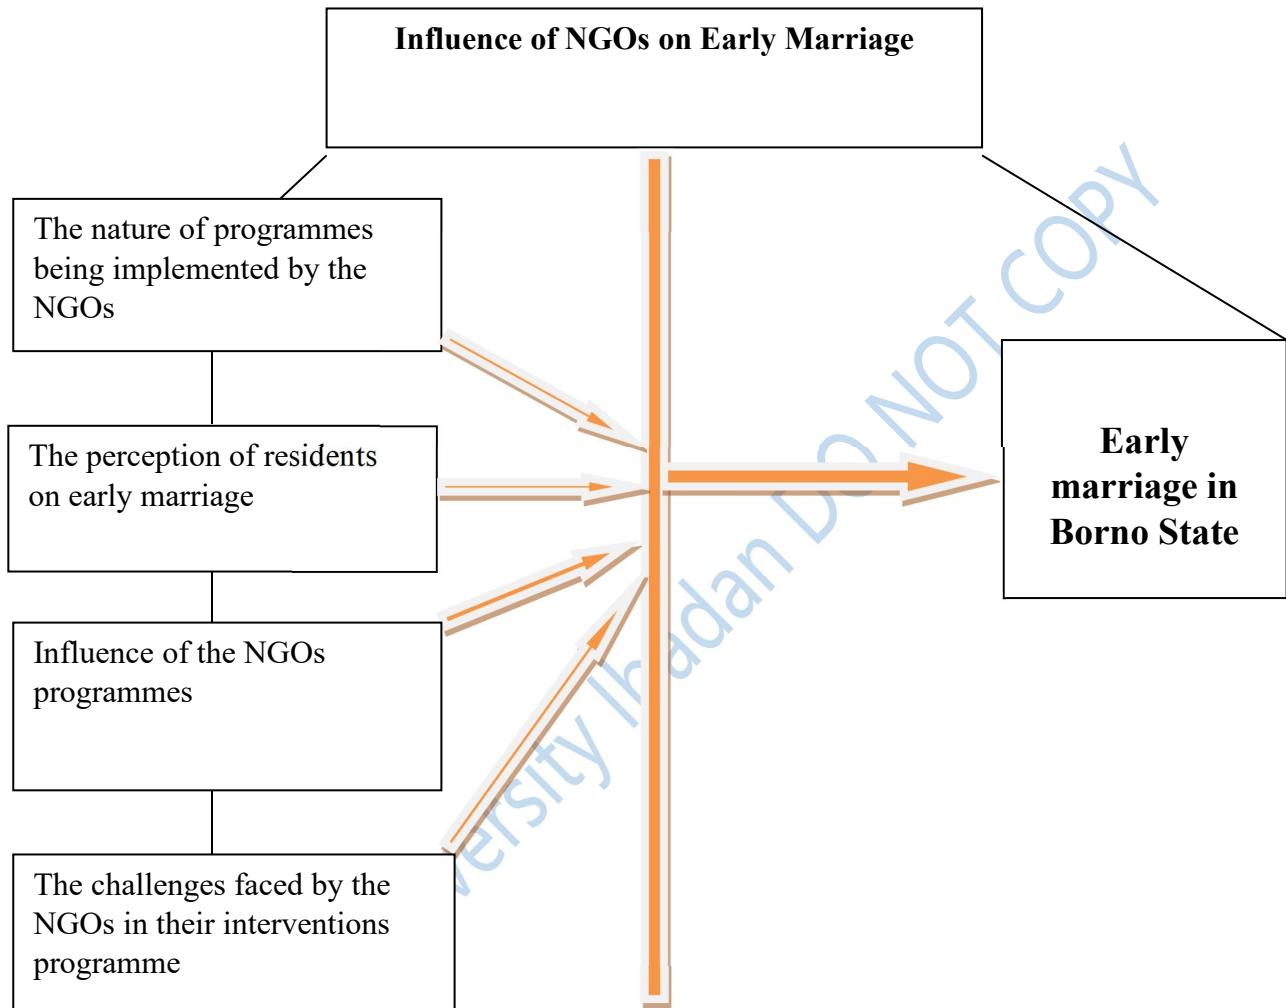 Influence of NGOs on Early Marriage
The nature of programmes
being implemented by the
NGOs
The perception of residents
on early marriage
Influence of the NGOs
programmes
The challenges faced by the
NGOs in their interventions
programme
Early
marriage in
Borno State
versity Ibadan DO NOT COPY